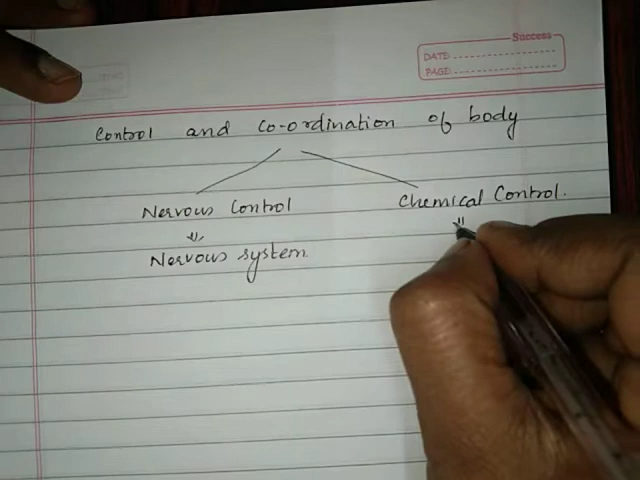 Success
DATE
PAGE
Control and Co-ordination of body
Nervous Control Chemical Control.
Nervous system